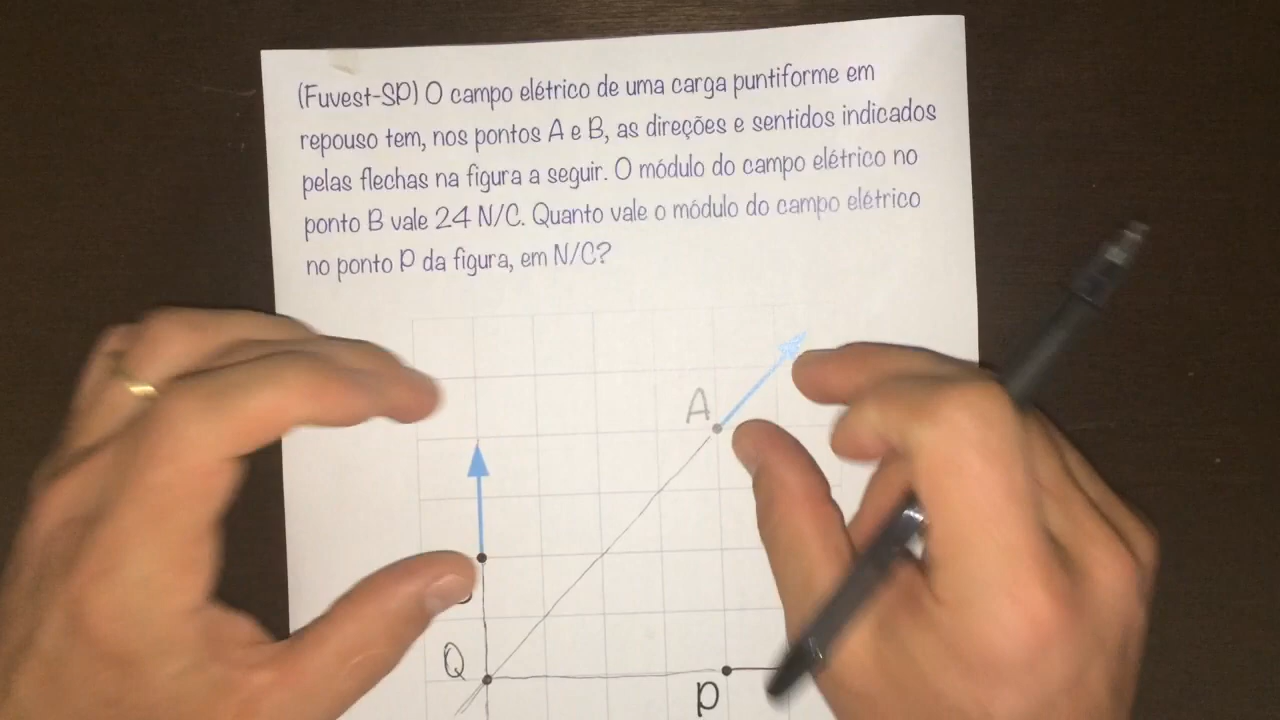 (Fuvest-SP) O campo elétrico de uma carga puntiforme em
repouso tem, nos pontos A e B, as direções e sentidos indicados
pelas flechas na figura a seguir. O módulo do campo elétrico no
ponto B vale 24 N/C. Quanto vale o módulo do campo elétrico
no ponto P da figura, em N/C?
A
Q
P